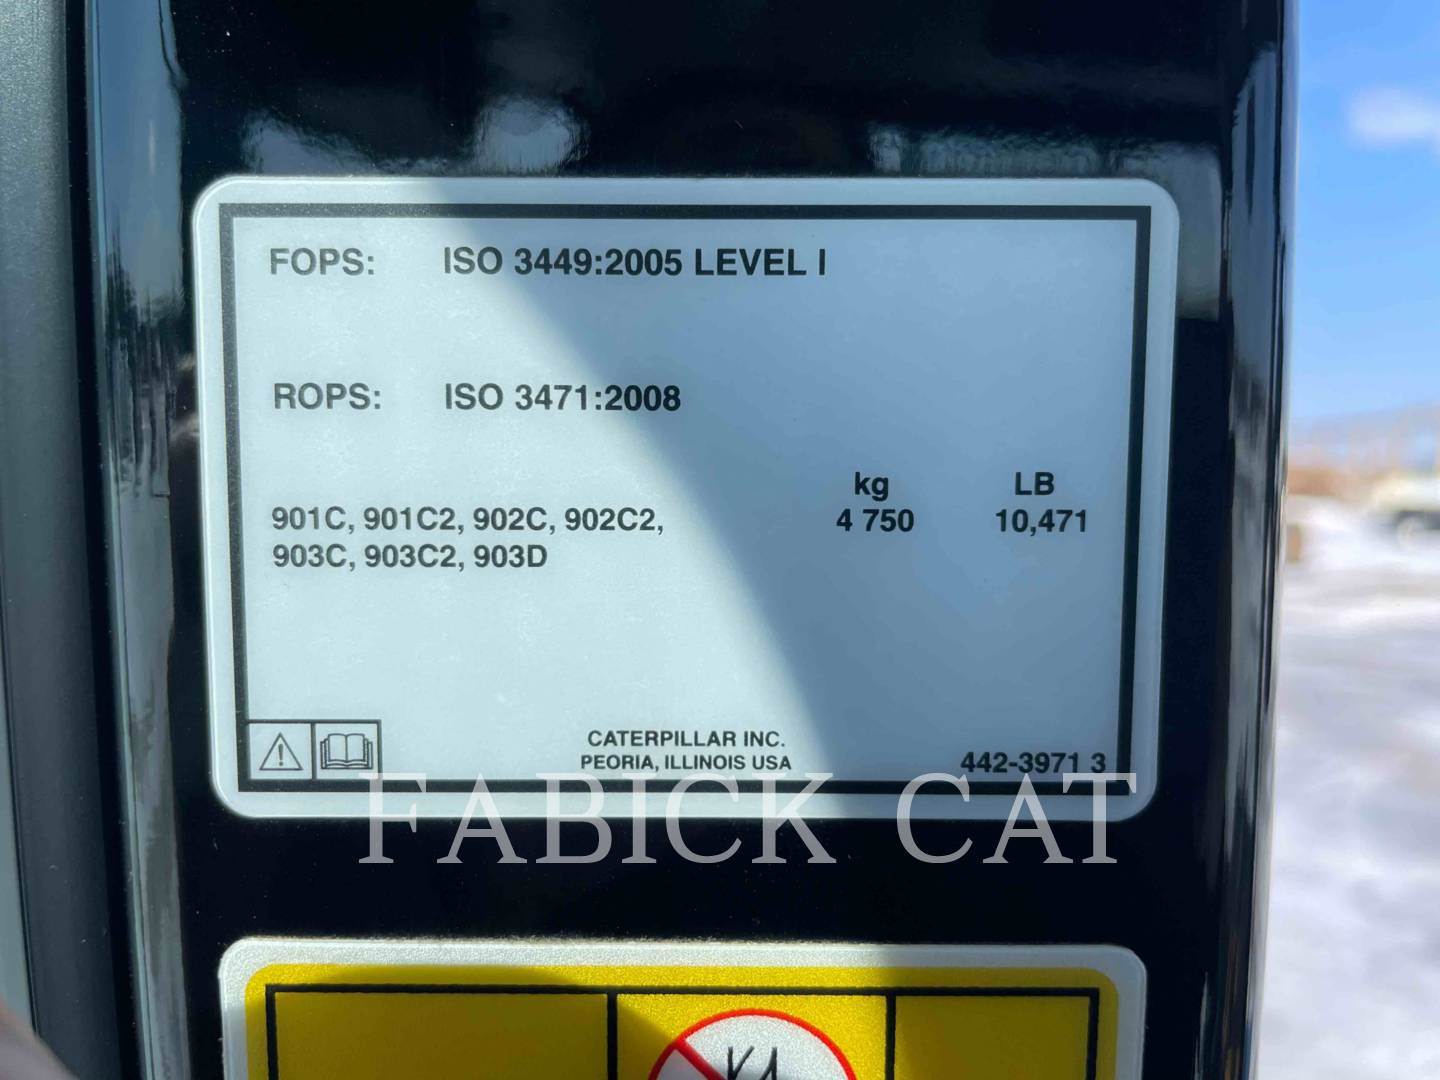 FOPS: ISO 3449:2005 LEVEL I
ROPS: ISO 3471:2008
kg LB
901C, 901C2, 902C, 902C2, 4 750 10,471
903C, 903C2, 903D
CATERPILLAR INC.
PEORIA, ILLINOIS USA
442-3971 3
FABICK CAT